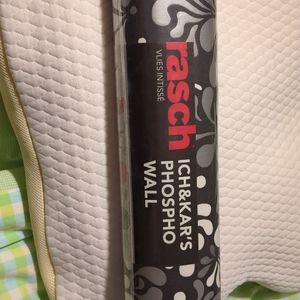 rasch
VLIES INTISSÉ
ICH&KAR'S
PHOSPHO
WALL